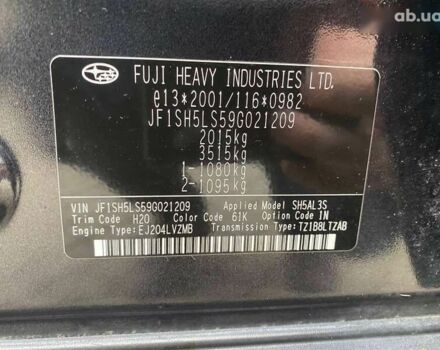 ab.ua
FUJI HEAVY INDUSTRIES LTD.
e13*2001/116*0982
JF1SH5LS59G021209
2015kg
3515kg
1-1080kg
2-1095kg
VIN JF1SH5LS59G021209 Applied Model SH5AL3S
Trim Code H20 Color Code 61K Option Code IN
Engine Type:EJ204LVZMB Transmission Type:TZ1B8LTZAB